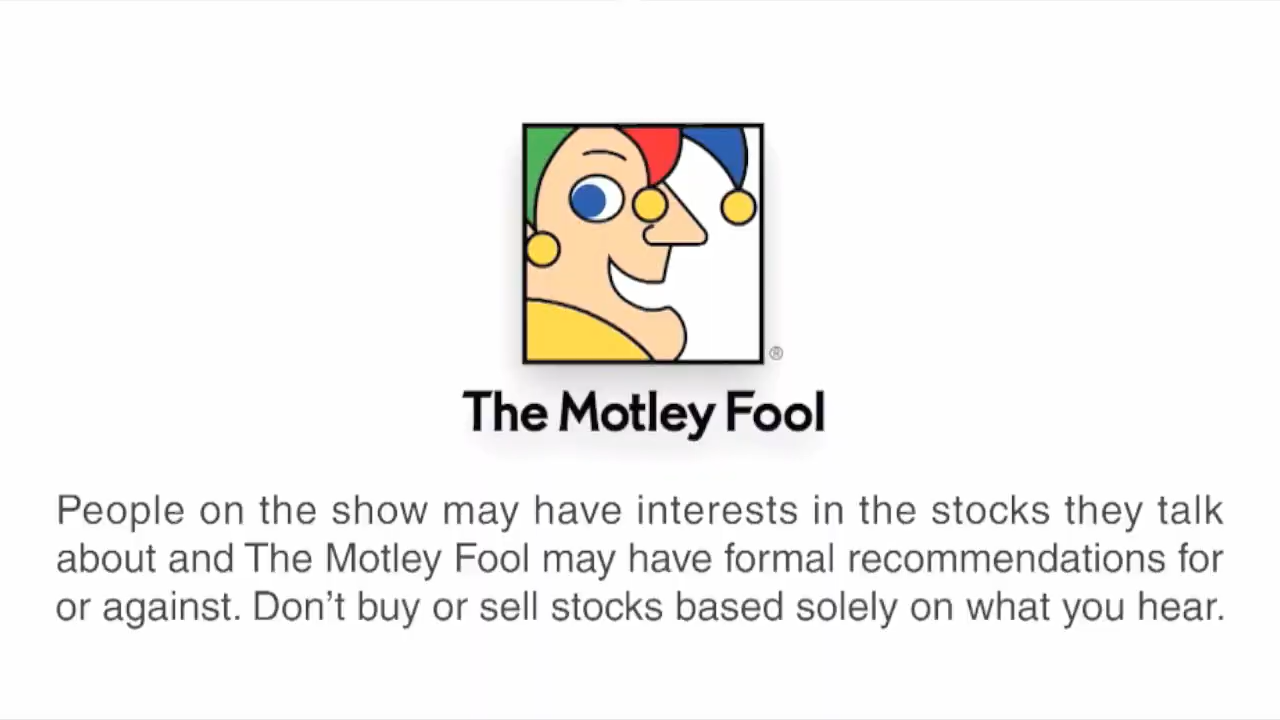 ®
The Motley Fool
People on the show may have interests in the stocks they talk
about and The Motley Fool may have formal recommendations for
or against. Don’t buy or sell stocks based solely on what you hear.